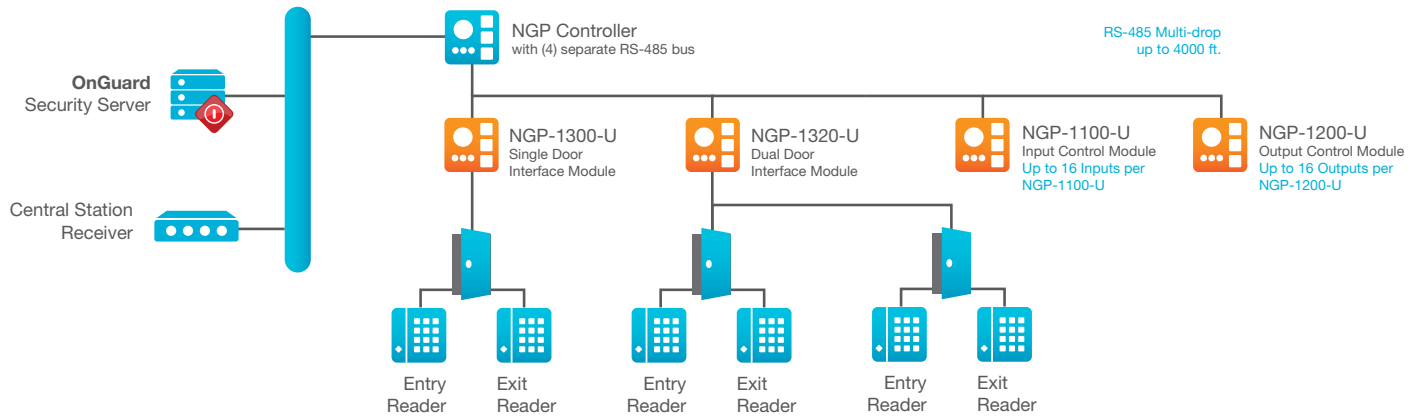 NGP Controller
with (4) separate RS-485 bus
RS-485 Multi-drop
up to 4000 ft.
OnGuard
Security Server
NGP-1300-U
Single Door
Interface Module
NGP-1320-U
Dual Door
Interface Module
NGP-1100-U
Input Control Module
Up to 16 Inputs per
NGP-1100-U
NGP-1200-U
Output Control Module
Up to 16 Outputs per
NGP-1200-U
Central Station
Receiver
Entry
Reader
Exit
Reader
Entry
Reader
Exit
Reader
Entry
Reader
Exit
Reader